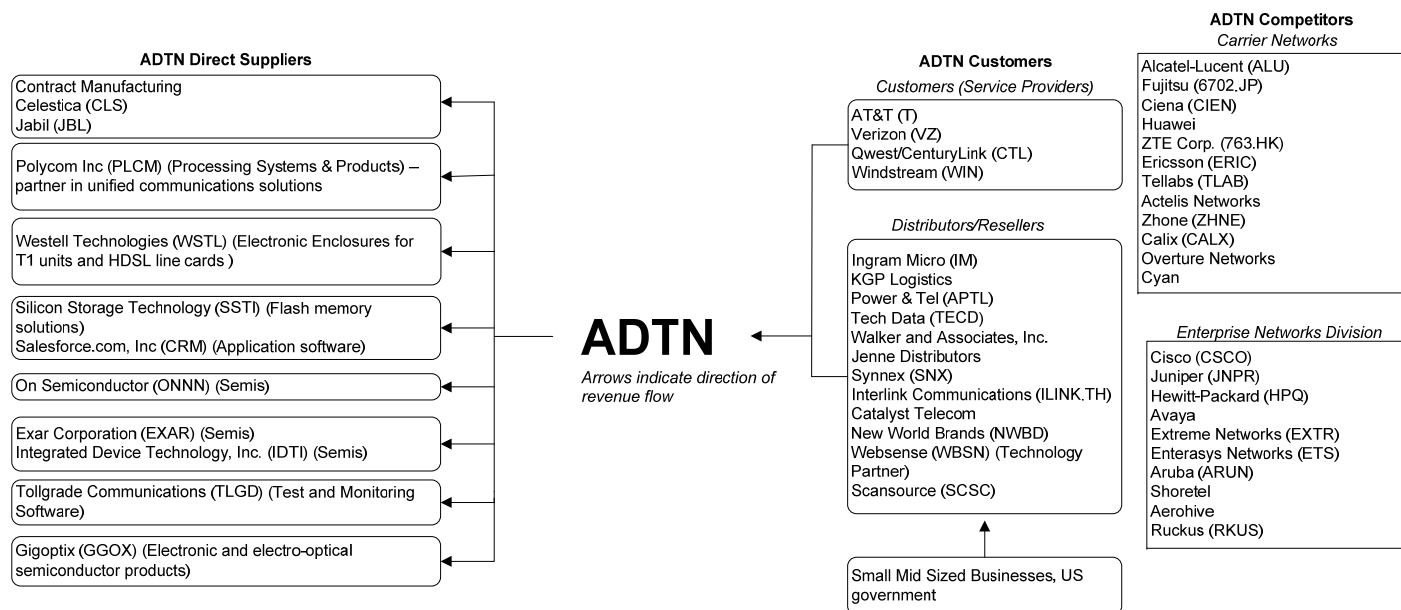 ADTN Direct Suppliers
Contract Manufacturing
Celestica (CLS)
Jabil (JBL)
Polycom Inc (PLCM) (Processing Systems & Products) –
partner in unified communications solutions
Westell Technologies (WSTL) (Electronic Enclosures for
T1 units and HDSL line cards )
Silicon Storage Technology (SSTI) (Flash memory
solutions)
Salesforce.com, Inc (CRM) (Application software)
On Semiconductor (ONNN) (Semis)
Exar Corporation (EXAR) (Semis)
Integrated Device Technology, Inc. (IDTI) (Semis)
Tollgrade Communications (TLGD) (Test and Monitoring
Software)
Gigoptix (GGOX) (Electronic and electro-optical
semiconductor products)
ADTN
Arrows indicate direction of
revenue flow
ADTN Customers
Customers (Service Providers)
AT&T (T)
Verizon (VZ)
Qwest/CenturyLink (CTL)
Windstream (WIN)
Distributors/Resellers
Ingram Micro (IM)
KGP Logistics
Power & Tel (APTL)
Tech Data (TECD)
Walker and Associates, Inc.
Jenne Distributors
Synnex (SNX)
Interlink Communications (ILINK.TH)
Catalyst Telecom
New World Brands (NWBD)
Websense (WBSN) (Technology
Partner)
Scansource (SCSC)
Small Mid Sized Businesses, US
government
ADTN Competitors
Carrier Networks
Alcatel-Lucent (ALU)
Fujitsu (6702.JP)
Ciena (CIEN)
Huawei
ZTE Corp. (763.HK)
Ericsson (ERIC)
Tellabs (TLAB)
Actelis Networks
Zhone (ZHNE)
Calix (CALX)
Overture Networks
Cyan
Enterprise Networks Division
Cisco (CSCO)
Juniper (JNPR)
Hewitt-Packard (HPQ)
Avaya
Extreme Networks (EXTR)
Enterasys Networks (ETS)
Aruba (ARUN)
Shoretel
Aerohive
Ruckus (RKUS)